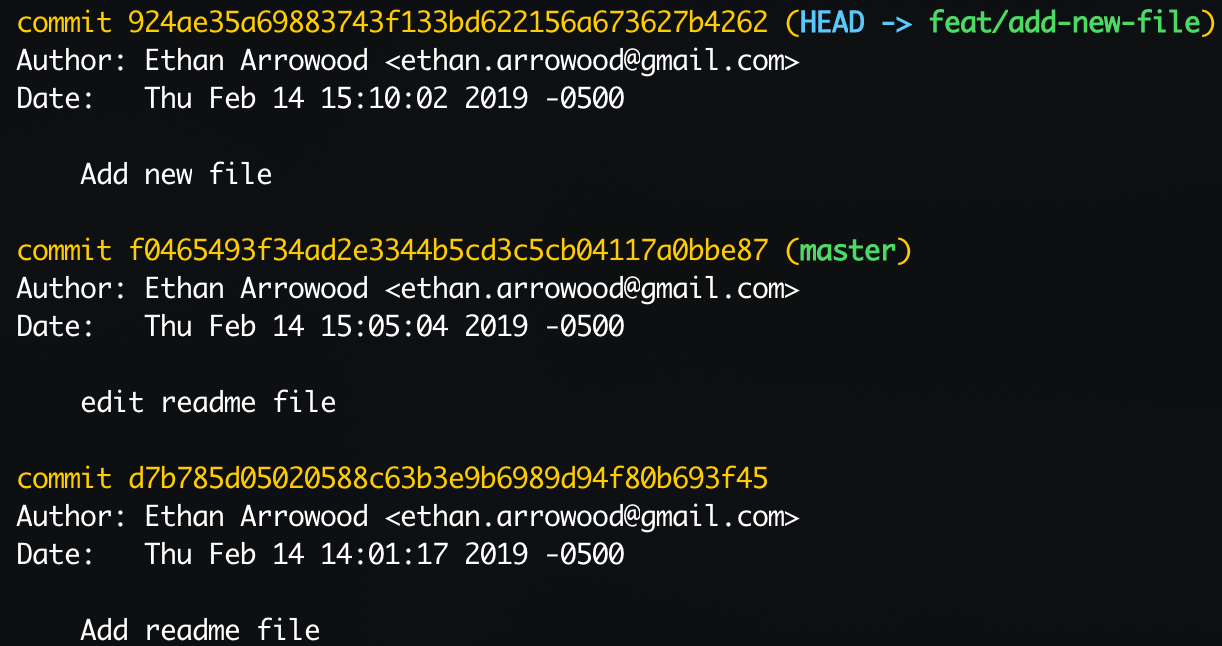 commit 924ae35a69883743f133bd622156a673627b4262 (HEAD -> feat/add-new-file)
Author: Ethan Arrowood <ethan.arrowood@gmail.com>
Date:   Thu Feb 14 15:10:02 2019 -0500
Add new file
commit f0465493f34ad2e3344b5cd3c5cb04117a0bbe87 (master)
Author: Ethan Arrowood <ethan.arrowood@gmail.com>
Date:   Thu Feb 14 15:05:04 2019 -0500
edit readme file
commit d7b785d05020588c63b3e9b6989d94f80b693f45
Author: Ethan Arrowood <ethan.arrowood@gmail.com>
Date:   Thu Feb 14 14:01:17 2019 -0500
Add readme file